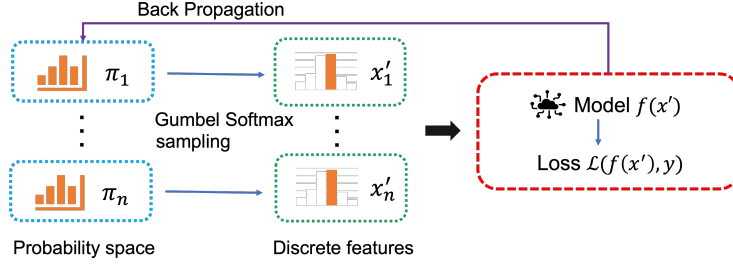 Back Propagation
π₁
x′₁
Gumbel Softmax
sampling
Model f(x′)
Loss ℒ(f(x′), y)
πₙ
x′ₙ
Probability space
Discrete features